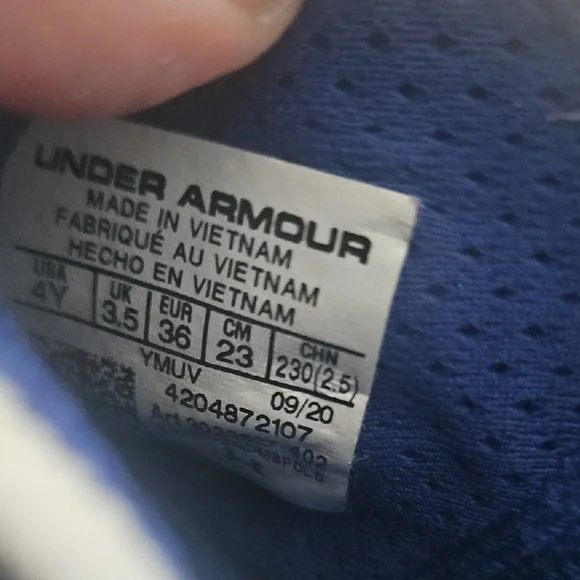 UNDER ARMOUR
MADE IN VIETNAM
FABRIQUÉ AU VIETNAM
HECHO EN VIETNAM
USA UK EUR CM CHN
4Y 3.5 36 23 230(2.5)
YMUV 09/20
4204872107
Art